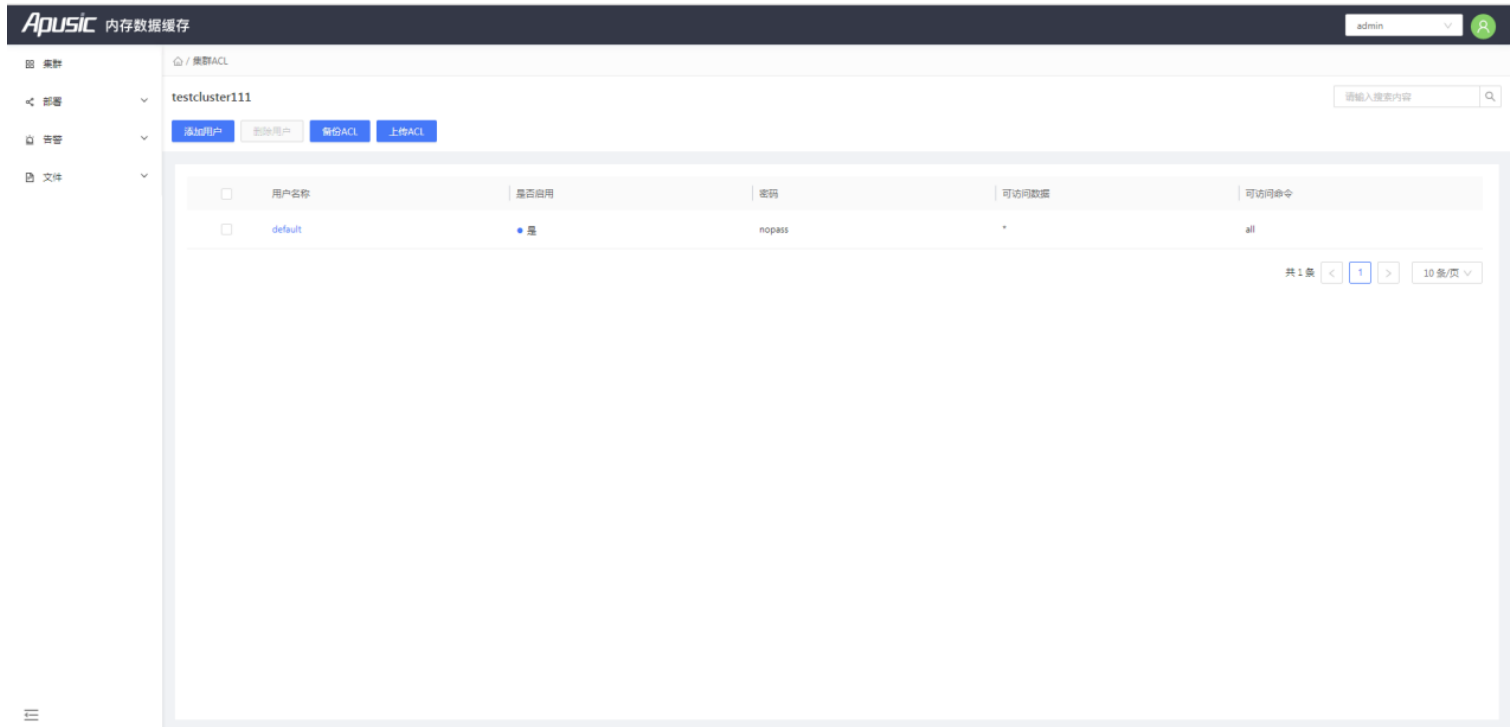 Apusic 内存数据缓存
admin
集群
/ 集群ACL
部署
testcluster111
请输入搜索内容
添加用户 删除用户 备份ACL 上传ACL
告警
文件
用户名称 是否启用 密码 可访问数据 可访问命令
default 是 nopass * all
共 1 条 < 1 > 10 条/页